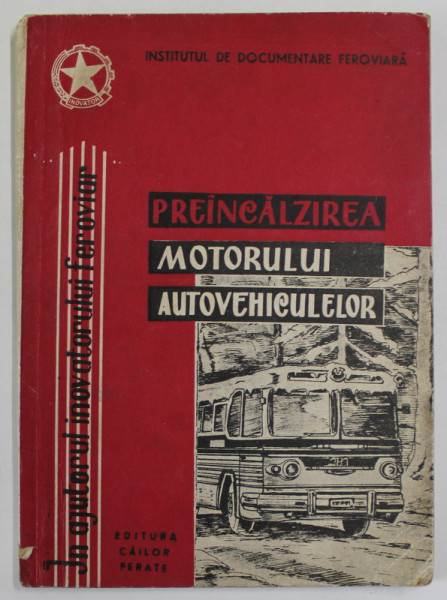 INSTITUTUL DE DOCUMENTARE FEROVIARĂ
INOVATOR
În ajutorul inovatorului feroviar
PREÎNCĂLZIREA
MOTORULUI
AUTOVEHICULELOR
EDITURA
CĂILOR
FERATE